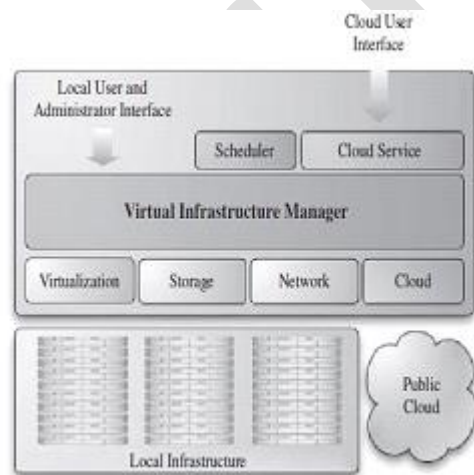 Cloud User
Interface
Local User and
Administrator Interface
Scheduler
Cloud Service
Virtual Infrastructure Manager
Virtualization
Storage
Network
Cloud
Public
Cloud
Local Infrastructure